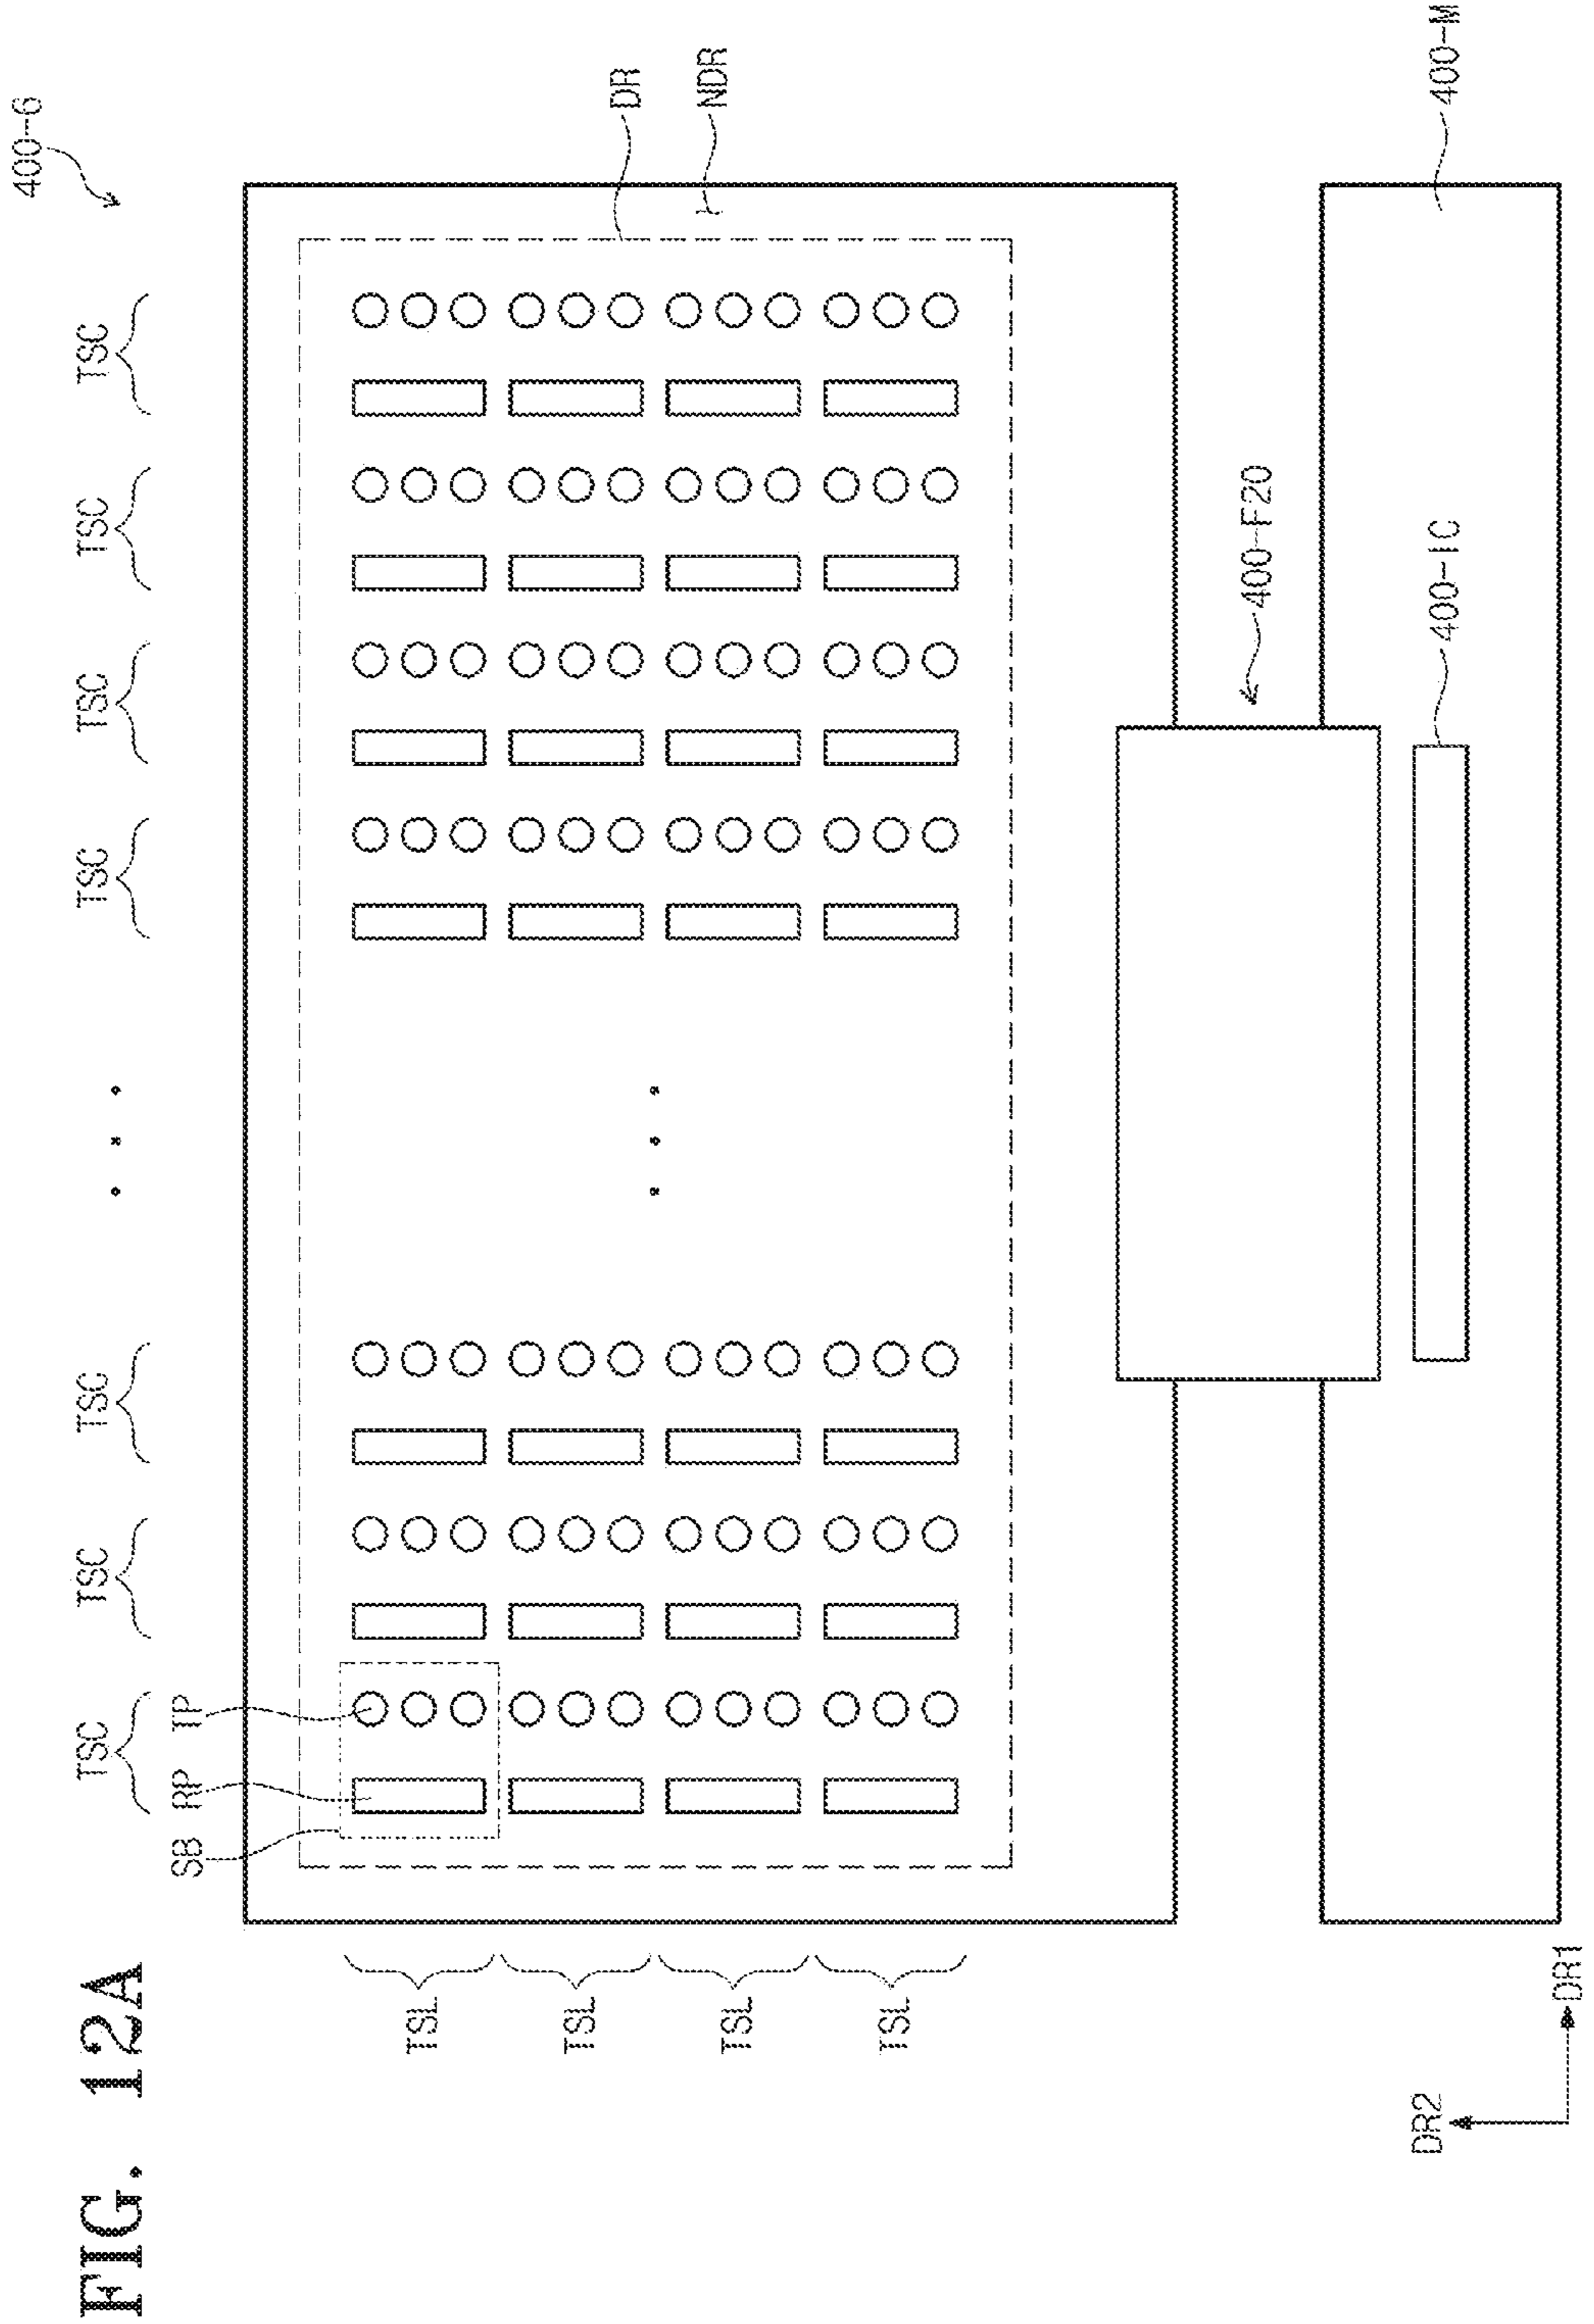 FIG. 12A
400-6
TSC TSC TSC TSC TSC TSC TSC
SB RP TP
DR
NDR
TSL
TSL
TSL
TSL
400-F20
400-IC
400-M
DR2
DR1